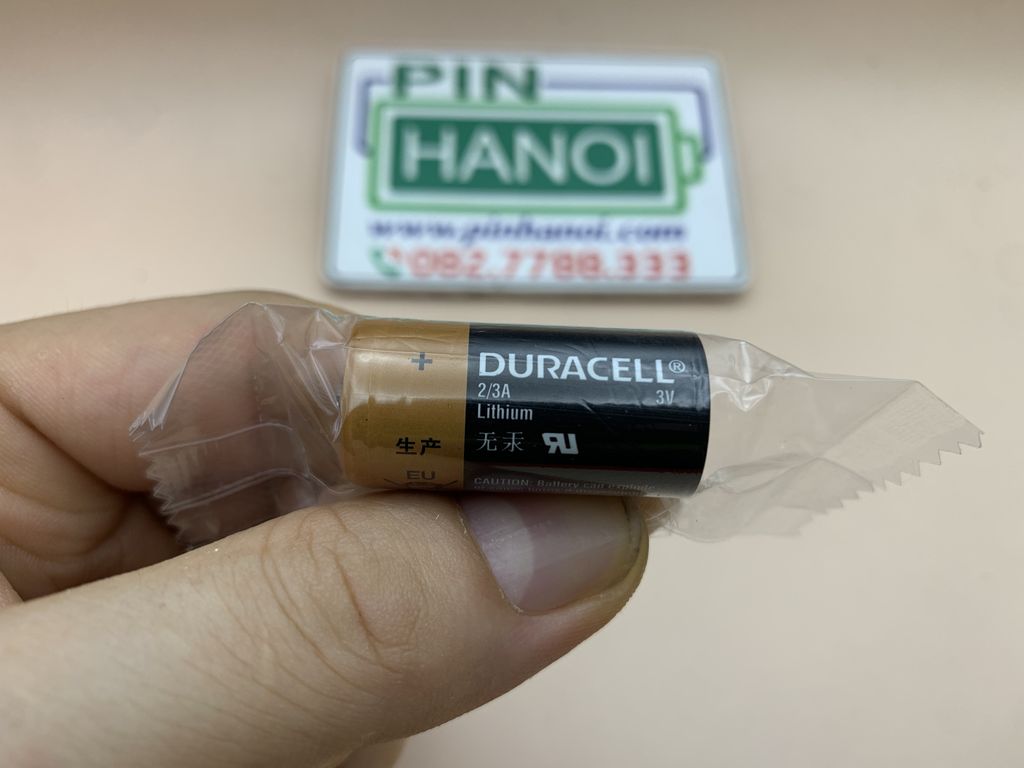 PIN
HANOI
www.pinhanoi.com
082.7788.333
+
DURACELL®
2/3A
3V
Lithium
生产
无汞
EU
CAUTION: Battery can explode